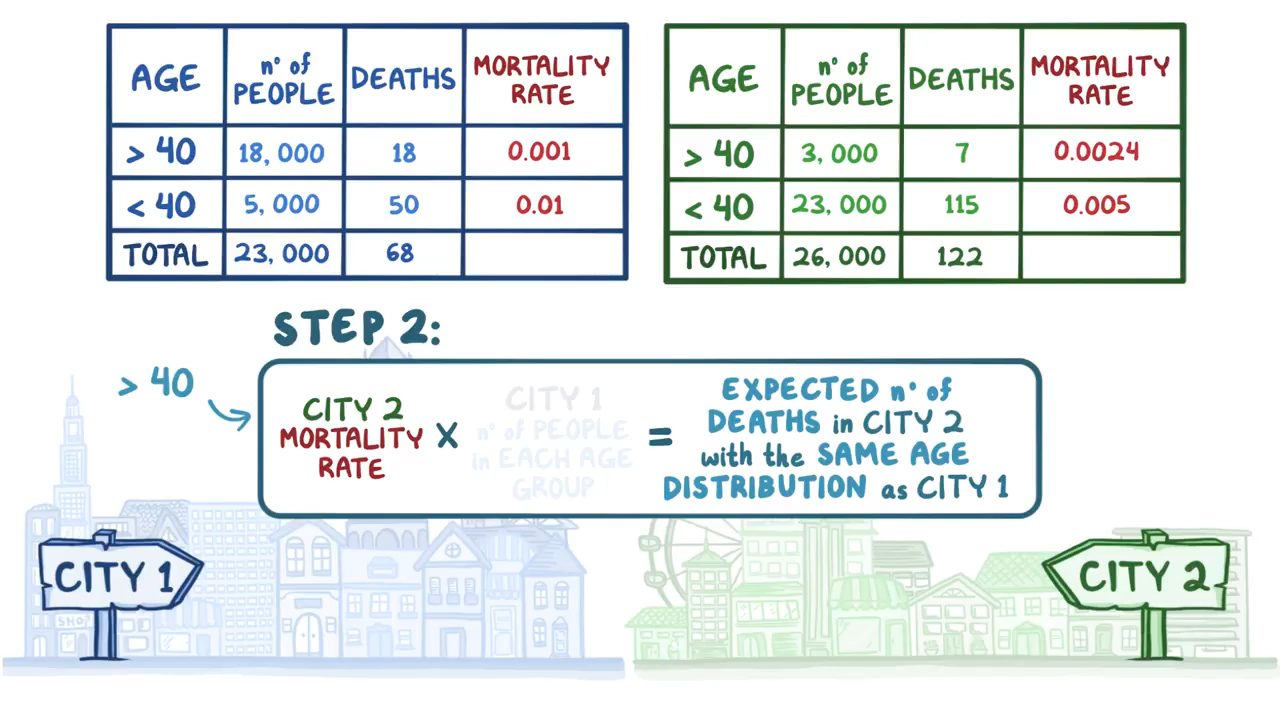 AGE n° of PEOPLE DEATHS MORTALITY RATE
> 40 18,000 18 0.001
< 40 5,000 50 0.01
TOTAL 23,000 68
AGE n° of PEOPLE DEATHS MORTALITY RATE
> 40 3,000 7 0.0024
< 40 23,000 115 0.005
TOTAL 26,000 122
STEP 2:
> 40
CITY 2
MORTALITY
RATE
X
CITY 1
n° of PEOPLE
in EACH AGE
GROUP
=
EXPECTED n° of
DEATHS in CITY 2
with the SAME AGE
DISTRIBUTION as CITY 1
CITY 1
SHOP
CITY 2